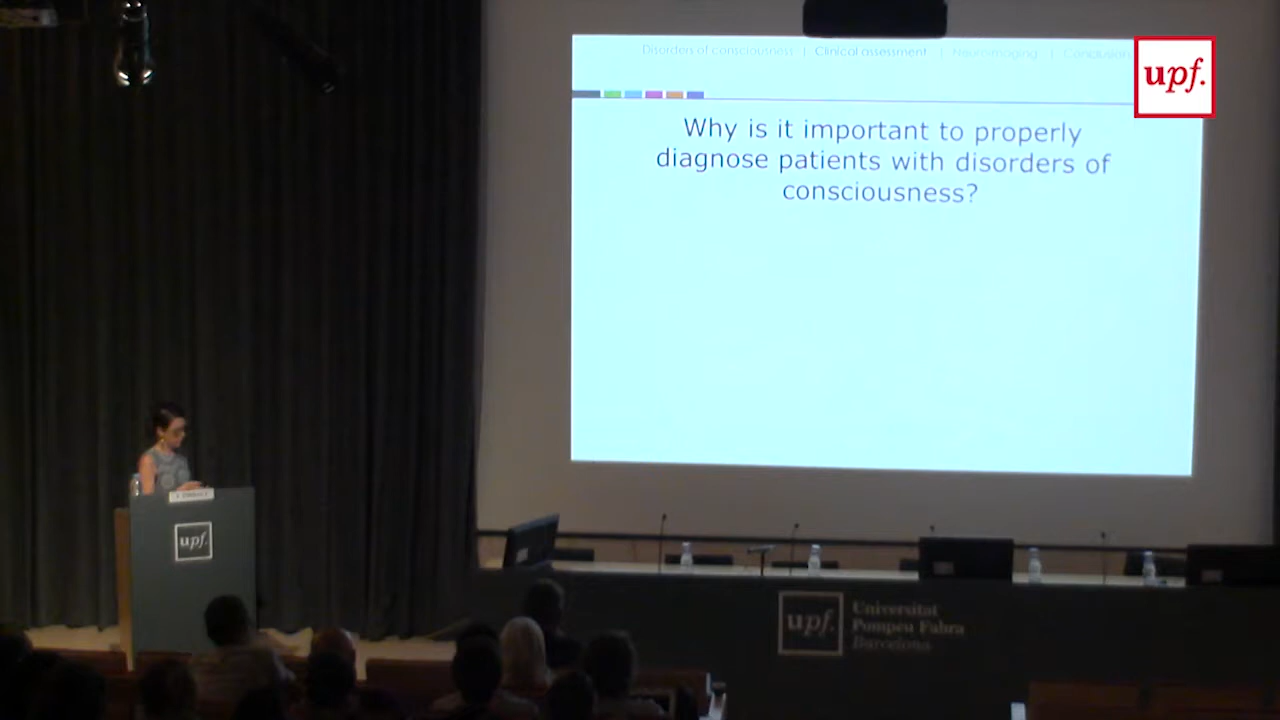 Disorders of consciousness | Clinical assessment | Neuroimaging | Conclusion
upf.
Why is it important to properly
diagnose patients with disorders of
consciousness?
upf.
upf.
Universitat
Pompeu Fabra
Barcelona